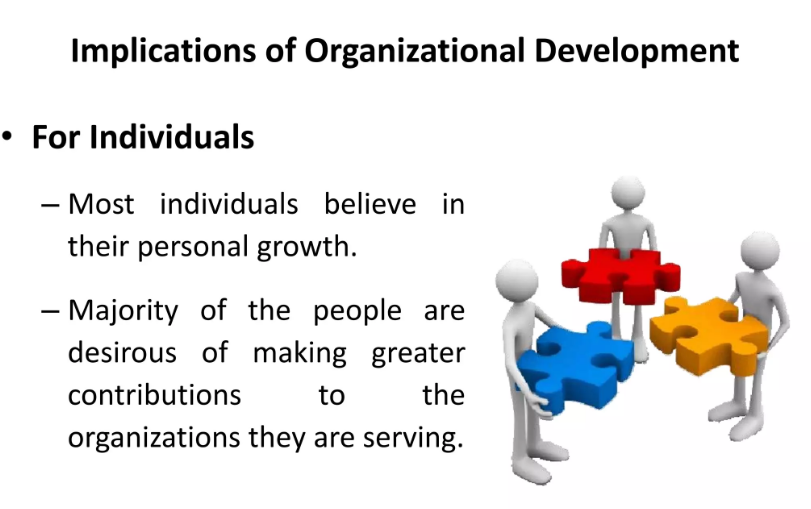 Implications of Organizational Development
• For Individuals
– Most individuals believe in
their personal growth.
– Majority of the people are
desirous of making greater
contributions to the
organizations they are serving.